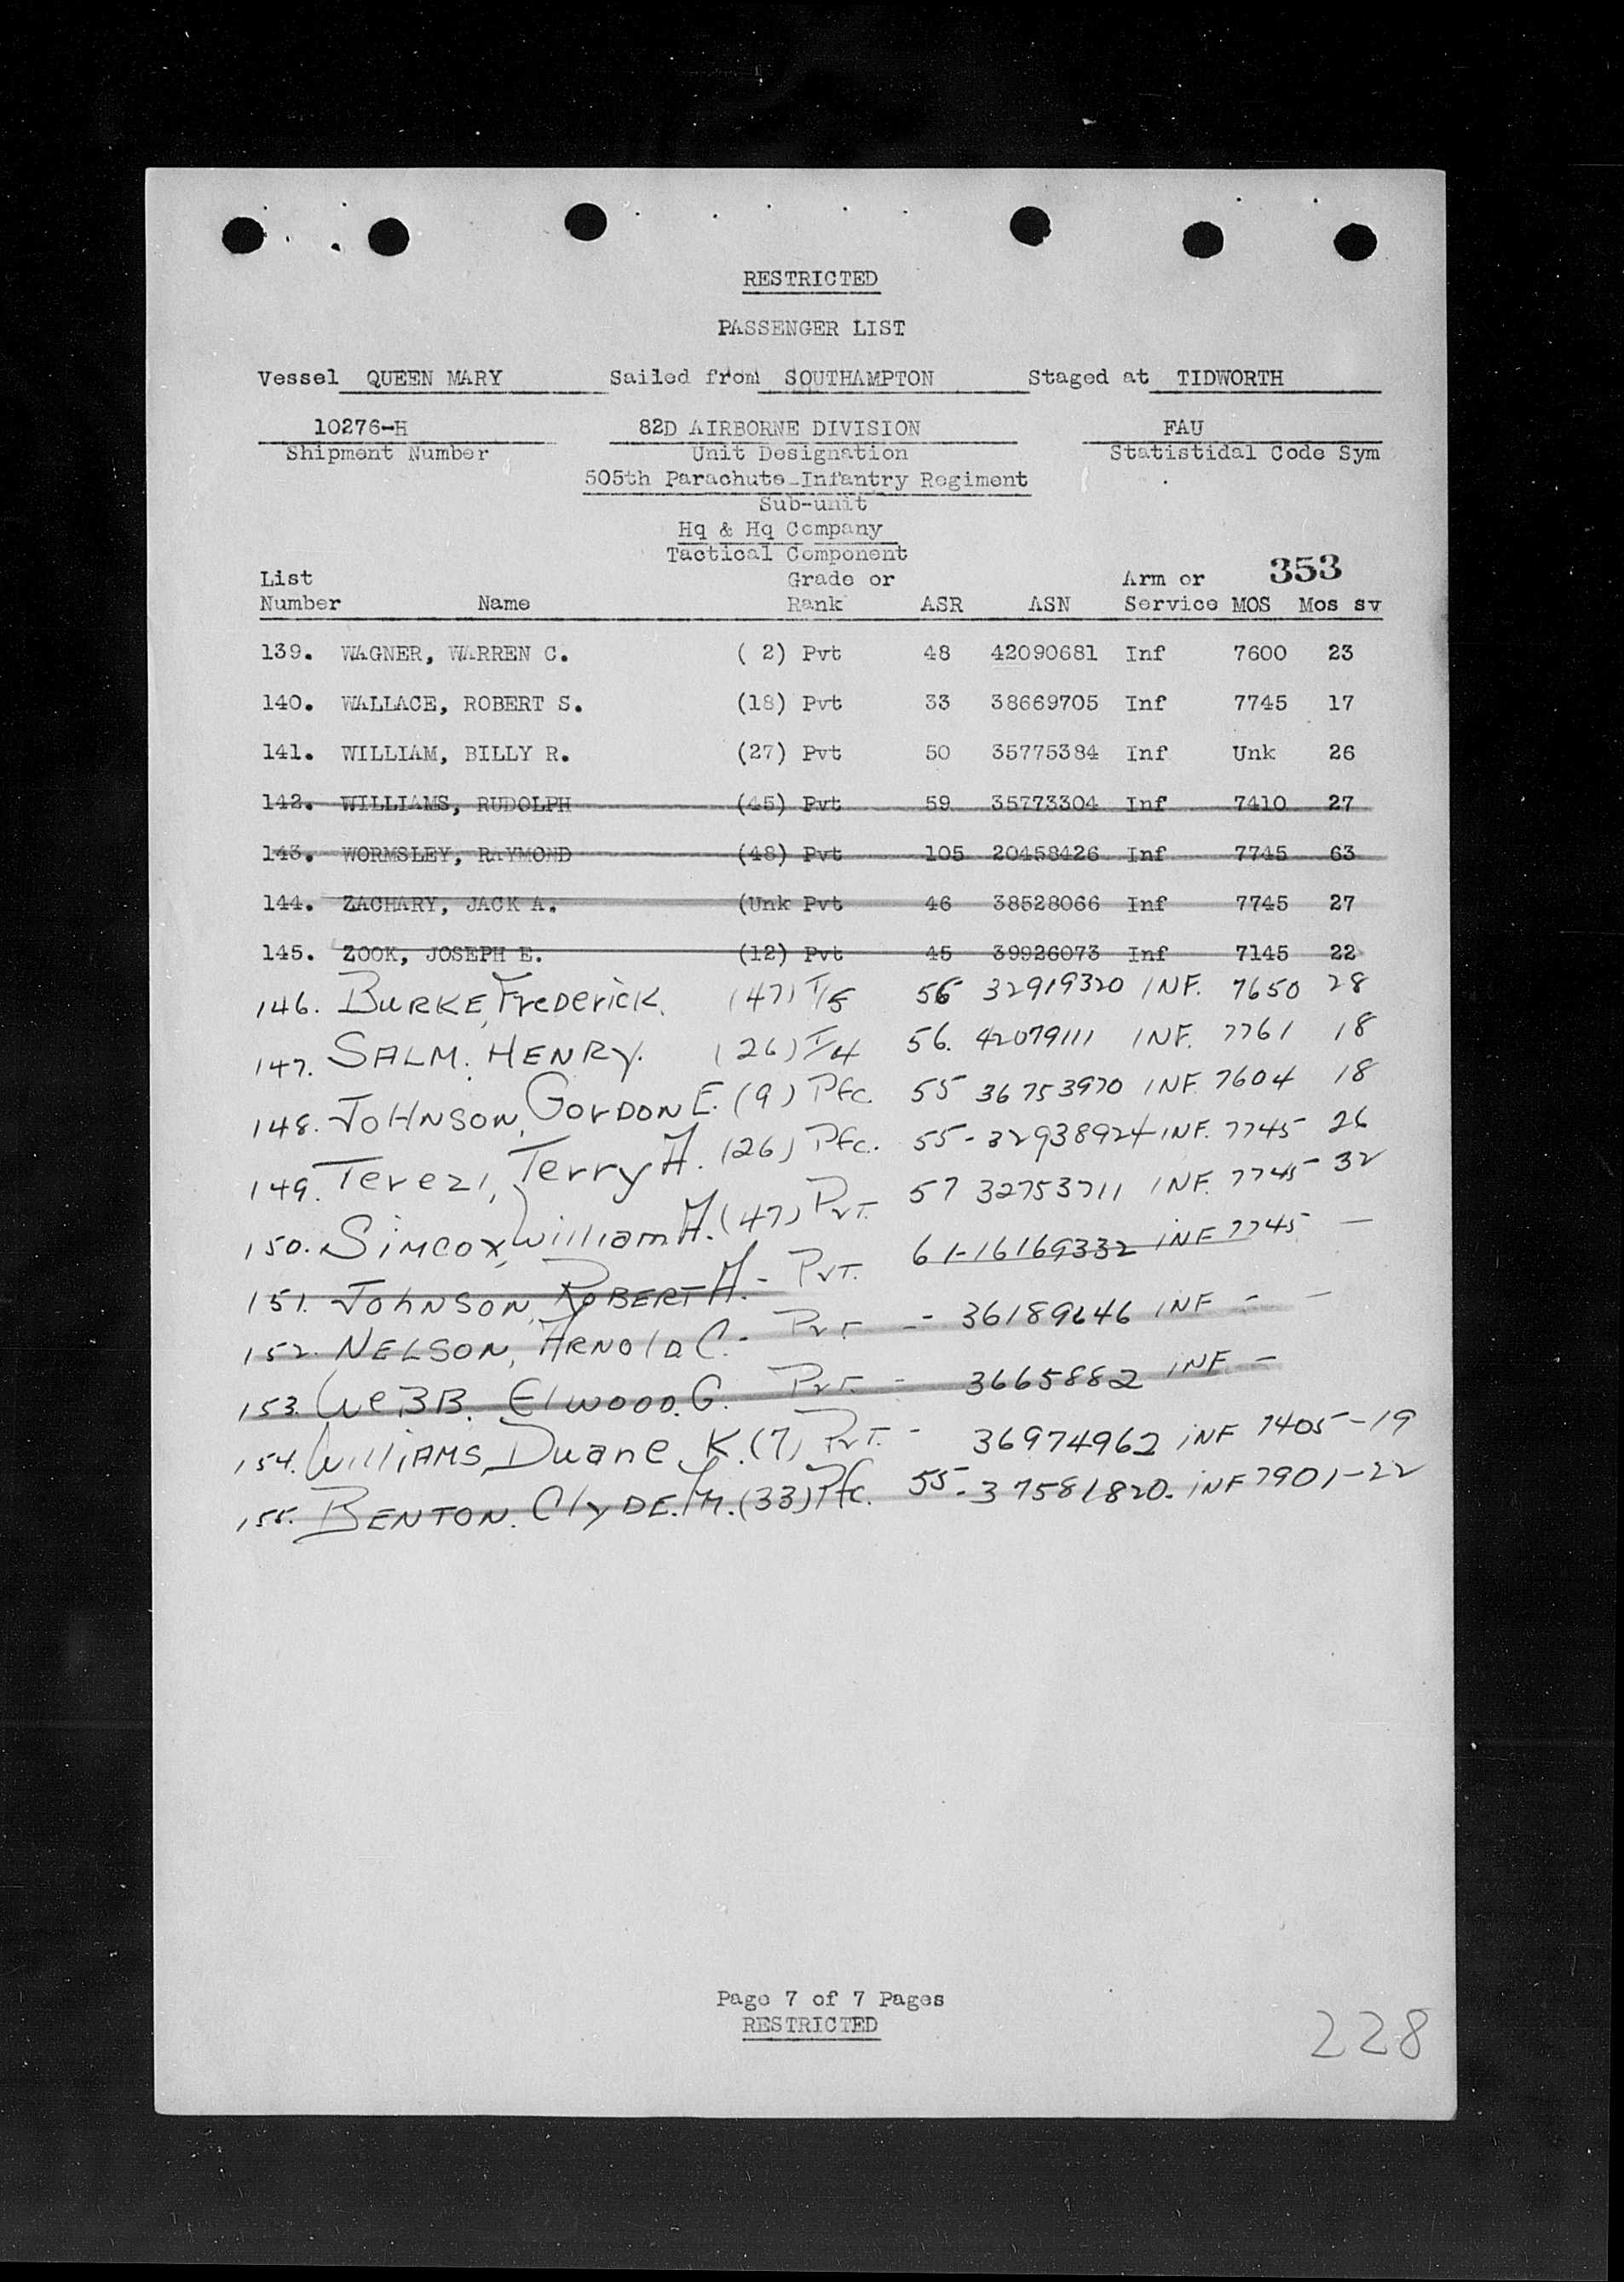 RESTRICTED
PASSENGER LIST
Vessel QUEEN MARY Sailed from SOUTHAMPTON Staged at TIDWORTH
10276-H 82D AIRBORNE DIVISION FAU
Shipment Number Unit Designation Statistidal Code Sym
505th Parachute Infantry Regiment
Sub-unit
Hq & Hq Company
Tactical Component
353
List Grade or Arm or
Number Name Rank ASR ASN Service MOS Mos sv
139. WAGNER, WARREN C. ( 2) Pvt 48 42090681 Inf 7600 23
140. WALLACE, ROBERT S. (18) Pvt 33 38669705 Inf 7745 17
141. WILLIAM, BILLY R. (27) Pvt 50 35775384 Inf Unk 26
142. WILLIAMS, RUDOLPH (45) Pvt 59 35773304 Inf 7410 27
143. WORMSLEY, RAYMOND (48) Pvt 105 20458426 Inf 7745 63
144. ZACHARY, JACK A. (Unk Pvt 46 38528066 Inf 7745 27
145. ZOOK, JOSEPH E. (12) Pvt 45 39926073 Inf 7145 22
146. BURKE, FreDerick. (47) T/5 56 32919320 INF. 7650 28
147. SALM. HENRY. (26) T/4 56. 42079111 INF. 7761 18
148. JOHNSON, GorDON E. (9) Pfc. 55 36753970 INF. 7604 18
149. Terezi, Terry A. (26) Pfc. 55- 32938924 INF. 7745 26
150. Simcox, William A. (47) Pvt. 57 32753711 INF. 7745 32
151. JohNSON, ROBERT A. - Pvt. 61-16169332 INF 7745 —
152. NELSON, ARNOLD C. - Pvt -- 36189646 INF - -
153. WeBB. Elwood. G. Pvt. - 3665882 INF -
154. WilliAMS, Duane K. (7) Pvt. - 36974962 INF 7405-19
155. BENTON. ClyDE. M. (33) Pfc. 55-37581820. INF 7901-22
Page 7 of 7 Pages
RESTRICTED
228